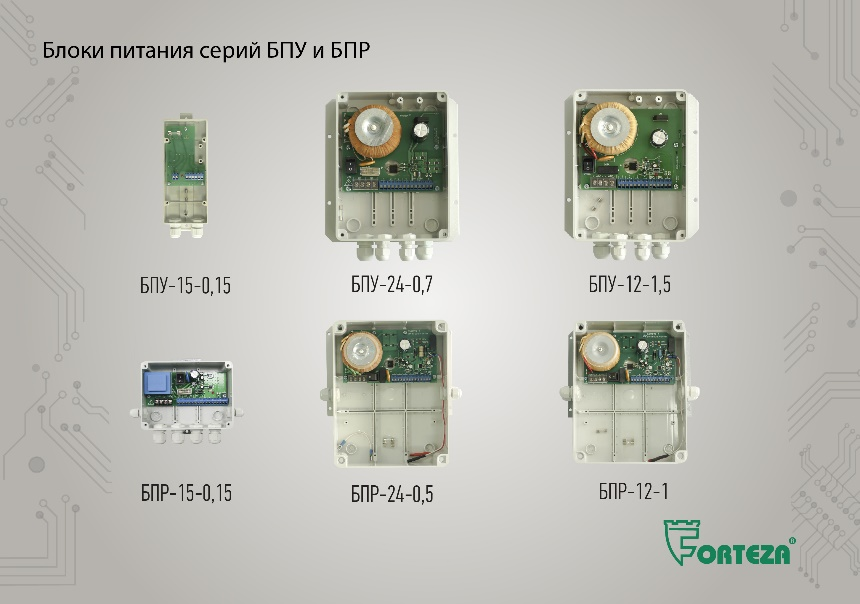 Блоки питания серий БПУ и БПР
БПУ-15-0,15
БПУ-24-0,7
БПУ-12-1,5
БПР-15-0,15
БПР-24-0,5
БПР-12-1
FORTEZA®